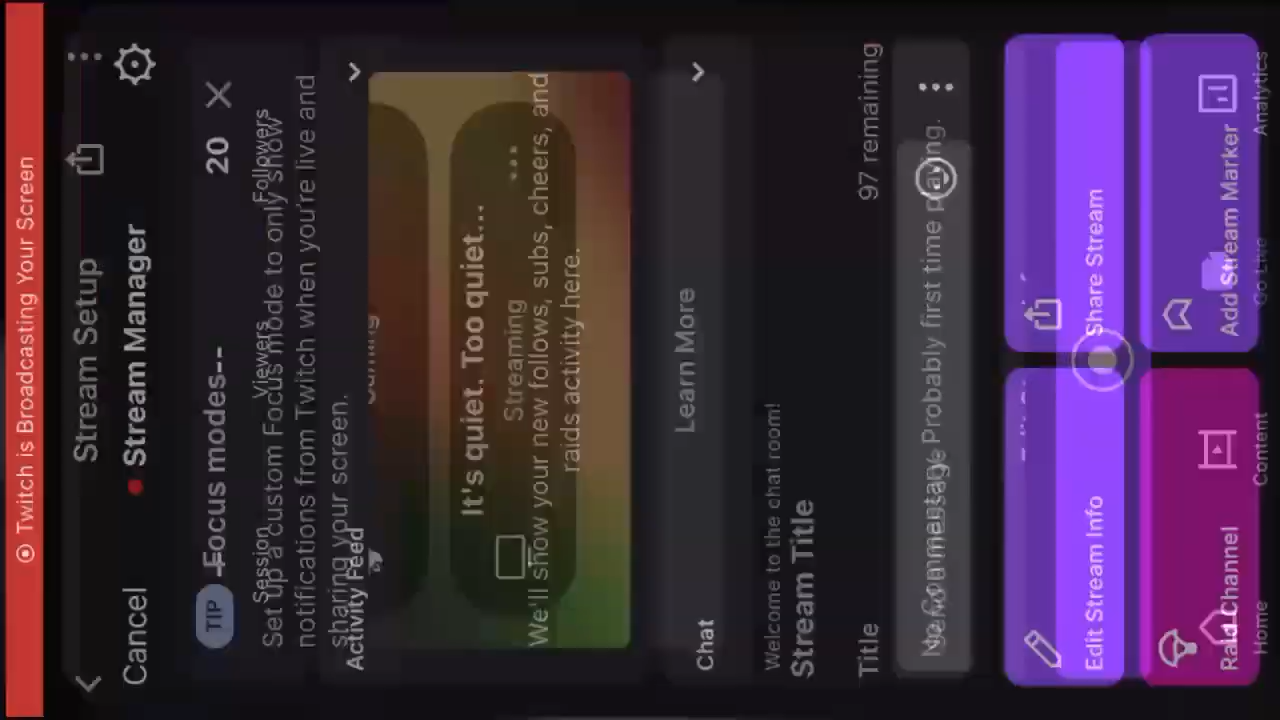 Twitch is Broadcasting Your Screen
Stream Setup
Cancel
Stream Manager
TIP
Focus modes--
20
Session
Viewers
Followers
Set up a custom Focus mode to only show
notifications from Twitch when you're live and
sharing your screen.
Activity Feed
It's quiet. Too quiet...
Streaming
We'll show your new follows, subs, cheers, and
raids activity here.
Learn More
Chat
Welcome to the chat room!
Stream Title
Title
97 remaining
No Commentary. Probably first time playing.
Edit Stream Info
Share Stream
Raid Channel
Add Stream Marker
Home
Content
Go Live
Analytics